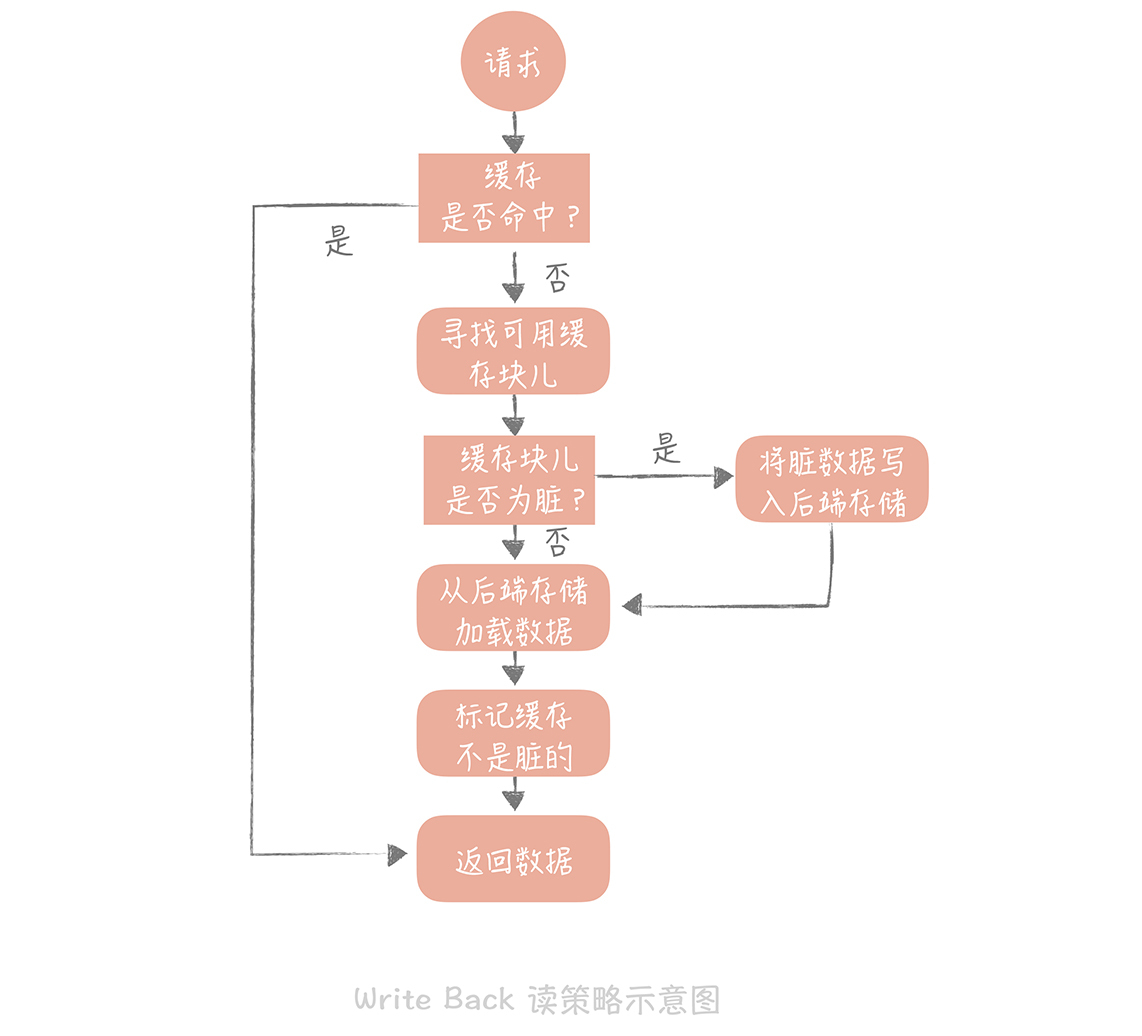 请求
缓存
是否命中？
是
否
寻找可用缓
存块儿
缓存块儿
是否为脏？
是
将脏数据写
入后端存储
否
从后端存储
加载数据
标记缓存
不是脏的
返回数据
Write Back 读策略示意图